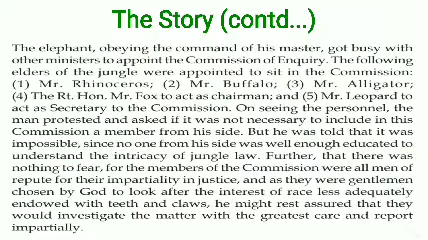 The Story (contd...)
The elephant, obeying the command of his master, got busy with
other ministers to appoint the Commission of Enquiry. The following
elders of the jungle were appointed to sit in the Commission:
(1) Mr. Rhinoceros; (2) Mr. Buffalo; (3) Mr. Alligator;
(4) The Rt. Hon. Mr. Fox to act as chairman; and (5) Mr. Leopard to
act as Secretary to the Commission. On seeing the personnel, the
man protested and asked if it was not necessary to include in this
Commission a member from his side. But he was told that it was
impossible, since no one from his side was well enough educated to
understand the intricacy of jungle law. Further, that there was
nothing to fear, for the members of the Commission were all men of
repute for their impartiality in justice, and as they were gentlemen
chosen by God to look after the interest of race less adequately
endowed with teeth and claws, he might rest assured that they
would investigate the matter with the greatest care and report
impartially.